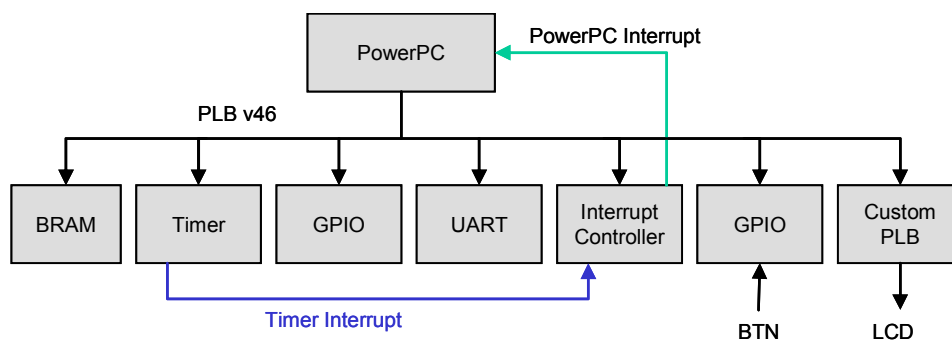 PowerPC Interrupt
PowerPC
PLB v46
BRAM
Timer
GPIO
UART
Interrupt
Controller
GPIO
Custom
PLB
Timer Interrupt
BTN
LCD